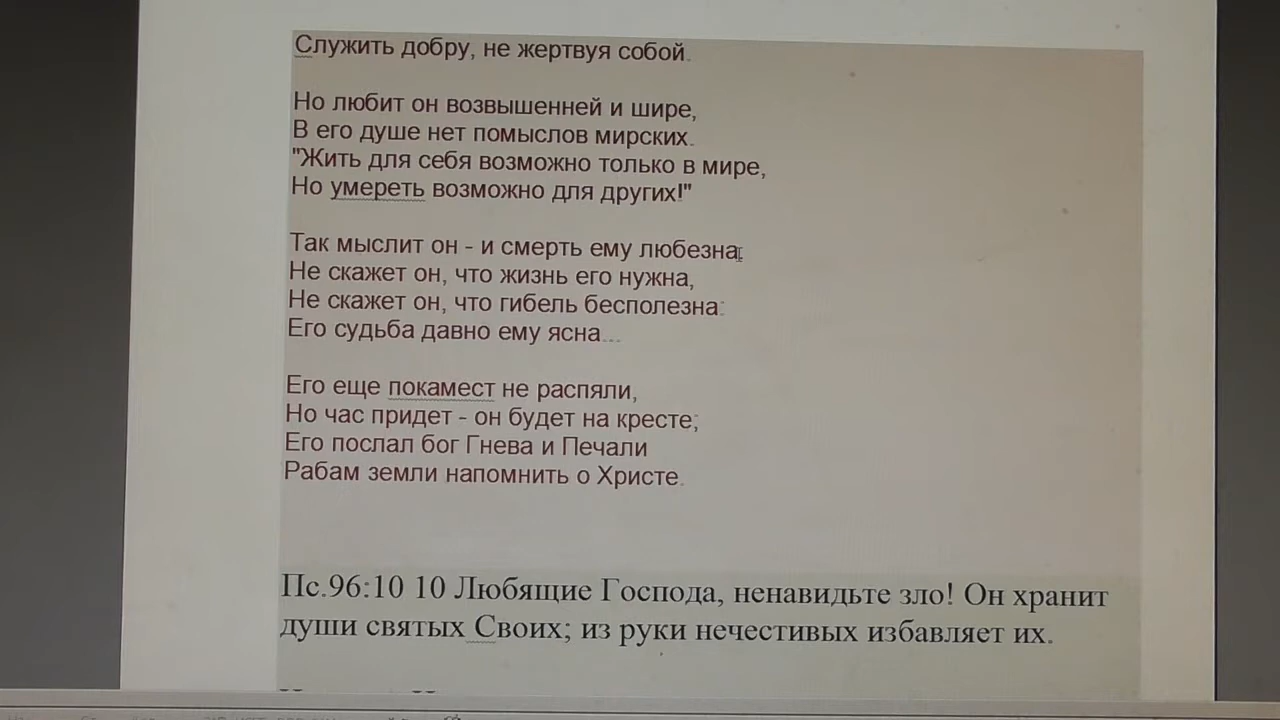 Служить добру, не жертвуя собой.
Но любит он возвышенней и шире,
В его душе нет помыслов мирских.
"Жить для себя возможно только в мире,
Но умереть возможно для других!"
Так мыслит он - и смерть ему любезна.
Не скажет он, что жизнь его нужна,
Не скажет он, что гибель бесполезна:
Его судьба давно ему ясна...
Его еще покамест не распяли,
Но час придет - он будет на кресте;
Его послал бог Гнева и Печали
Рабам земли напомнить о Христе.
Пс.96:10 10 Любящие Господа, ненавидьте зло! Он хранит
души святых Своих; из руки нечестивых избавляет их.